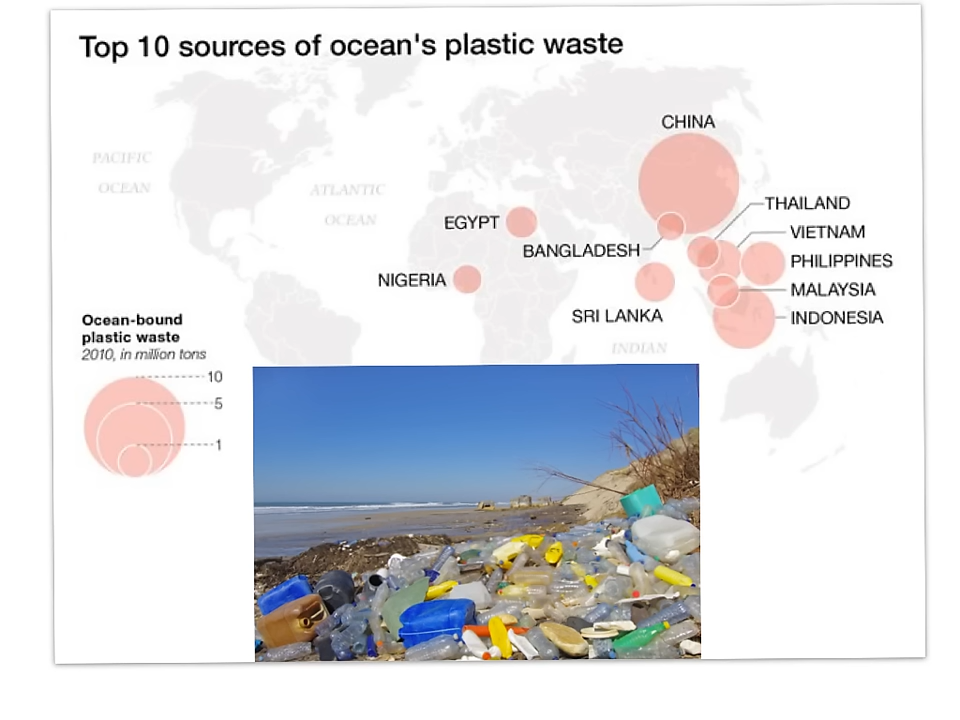 Top 10 sources of ocean's plastic waste
CHINA
PACIFIC
OCEAN
ATLANTIC
OCEAN
THAILAND
EGYPT
VIETNAM
BANGLADESH
PHILIPPINES
NIGERIA
MALAYSIA
SRI LANKA
INDONESIA
INDIAN
Ocean-bound
plastic waste
2010, in million tons
10
5
1